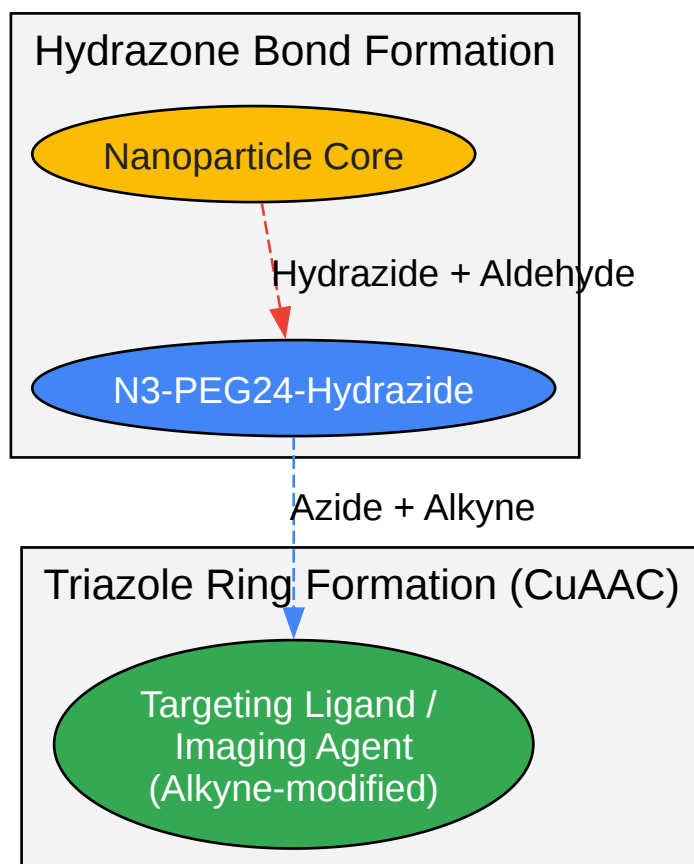 Hydrazone Bond Formation
Nanoparticle Core
Hydrazide + Aldehyde
N3-PEG24-Hydrazide
Azide + Alkyne
Triazole Ring Formation (CuAAC)
Targeting Ligand /
Imaging Agent
(Alkyne-modified)